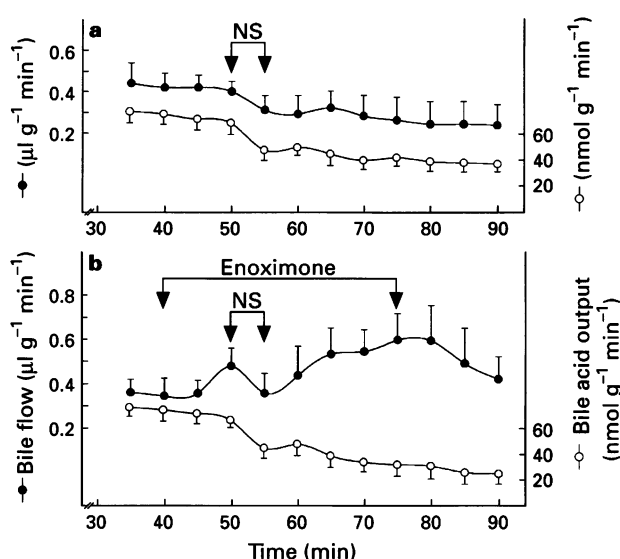 a
NS
0.6
0.4
0.2
(µl g⁻¹ min⁻¹)
60
40
20
(nmol g⁻¹ min⁻¹)
30 40 50 60 70 80 90
b
Enoximone
NS
0.8
0.6
0.4
0.2
Bile flow (µl g⁻¹ min⁻¹)
60
40
20
Bile acid output
(nmol g⁻¹ min⁻¹)
30 40 50 60 70 80 90
Time (min)